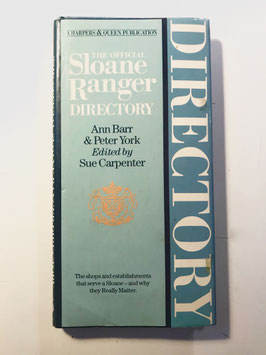 A HARPERS & QUEEN PUBLICATION
THE OFFICIAL
Sloane
Ranger
DIRECTORY
Ann Barr
& Peter York
Edited by
Sue Carpenter
The shops and establishments
that serve a Sloane – and why
they Really Matter.
DIRECTORY